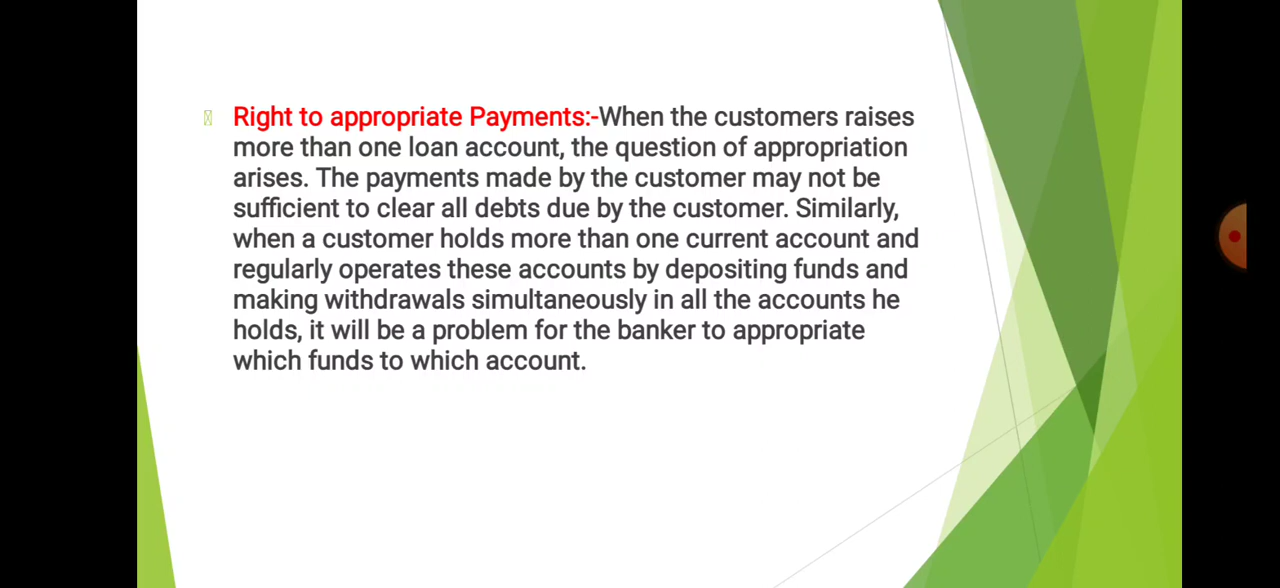 Right to appropriate Payments:-When the customers raises
more than one loan account, the question of appropriation
arises. The payments made by the customer may not be
sufficient to clear all debts due by the customer. Similarly,
when a customer holds more than one current account and
regularly operates these accounts by depositing funds and
making withdrawals simultaneously in all the accounts he
holds, it will be a problem for the banker to appropriate
which funds to which account.